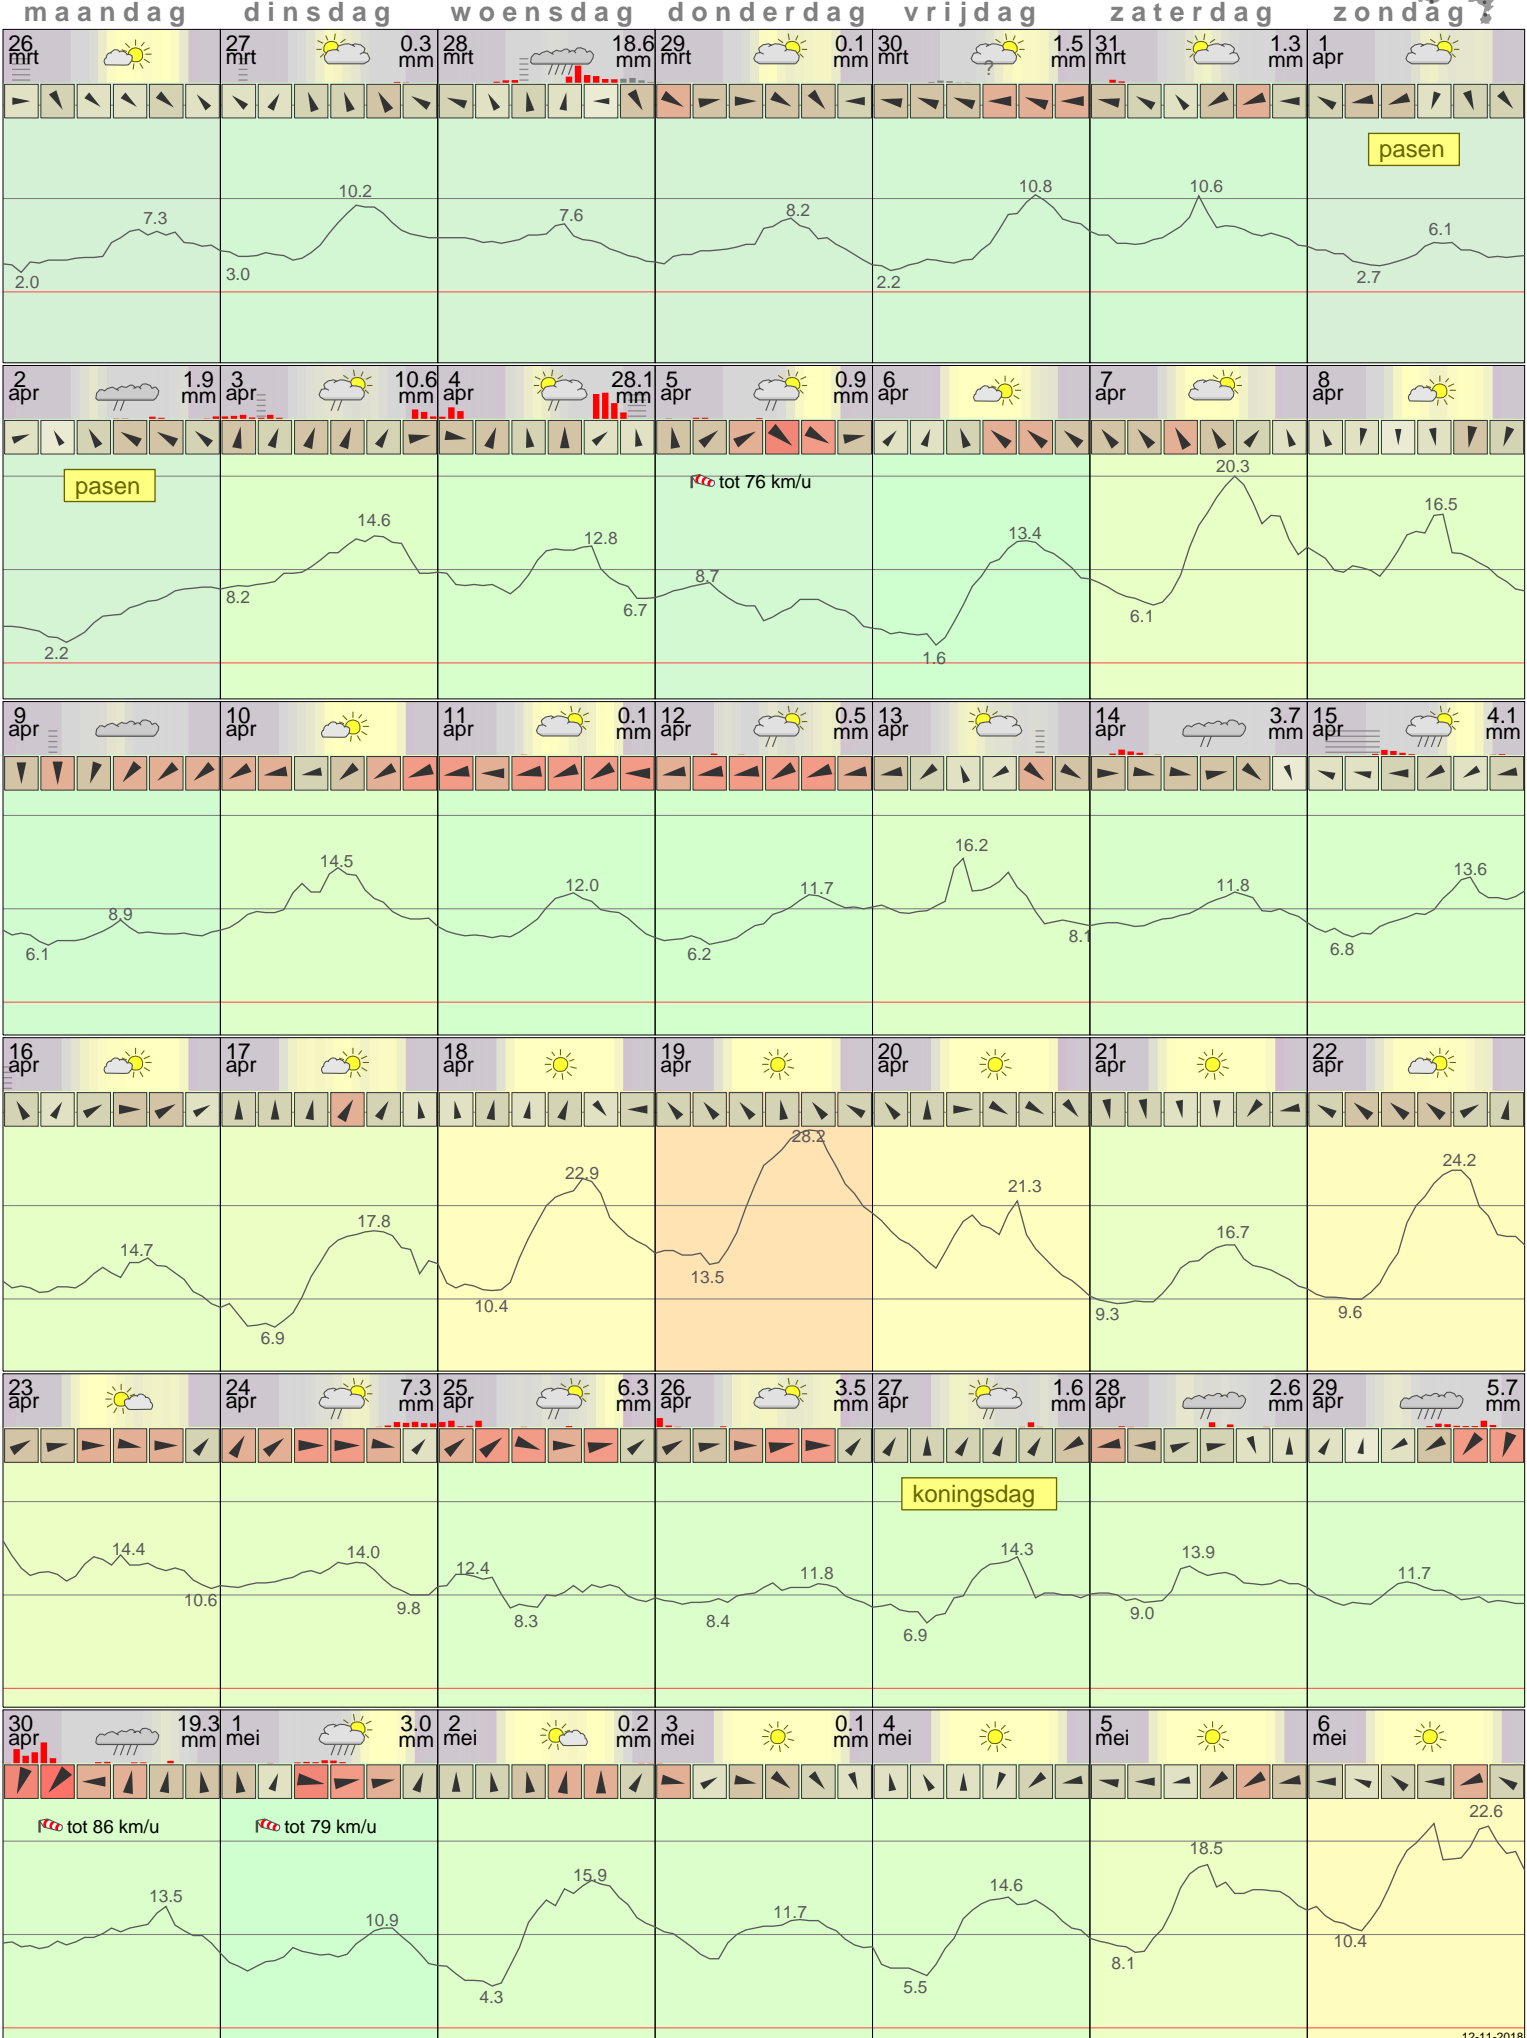 maandag dinsdag woensdag donderdag vrijdag zaterdag zondag
26 27 0.3 28 18.6 29 0.1 30 1.5 31 1.3 1
mrt mrt mm mrt mm mrt mm mrt mm mrt mm apr
?
pasen
10.2 10.8 10.6
7.3 7.6 8.2 6.1
2.0 3.0 2.2 2.7
2 1.9 3 10.6 4 28.1 5 0.9 6 7 8
apr mm apr mm apr mm apr mm apr apr apr
pasen tot 76 km/u 20.3
14.6 12.8 13.4 16.5
8.2 8.7
2.2 6.7 1.6 6.1
9 10 11 0.1 12 0.5 13 14 3.7 15 4.1
apr apr apr mm apr mm apr apr mm apr mm
14.5 16.2
8.9 12.0 11.7 11.8 13.6
6.1 6.2 8.1 6.8
16 17 18 19 20 21 22
apr apr apr apr apr apr apr
28.2
22.9 21.3 24.2
14.7 17.8 16.7
6.9 10.4 13.5 9.3 9.6
23 24 7.3 25 6.3 26 3.5 27 1.6 28 2.6 29 5.7
apr apr mm apr mm apr mm apr mm apr mm apr mm
koningsdag
14.4 14.0 12.4 11.8 14.3 13.9 11.7
10.6 9.8 8.3 8.4 6.9 9.0
30 19.3 1 3.0 2 0.2 3 0.1 4 5 6
apr mm mei mm mei mm mei mm mei mei mei
tot 86 km/u tot 79 km/u 22.6
13.5 10.9 15.9 11.7 14.6 18.5
4.3 5.5 8.1 10.4
12-11-2018